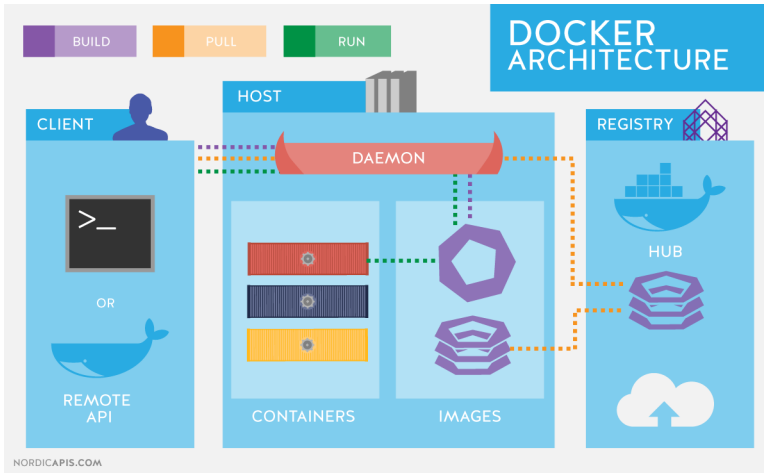 BUILD
PULL
RUN
DOCKER
ARCHITECTURE
HOST
CLIENT
REGISTRY
DAEMON
>_
OR
HUB
REMOTE
API
CONTAINERS
IMAGES
NORDICAPIS.COM